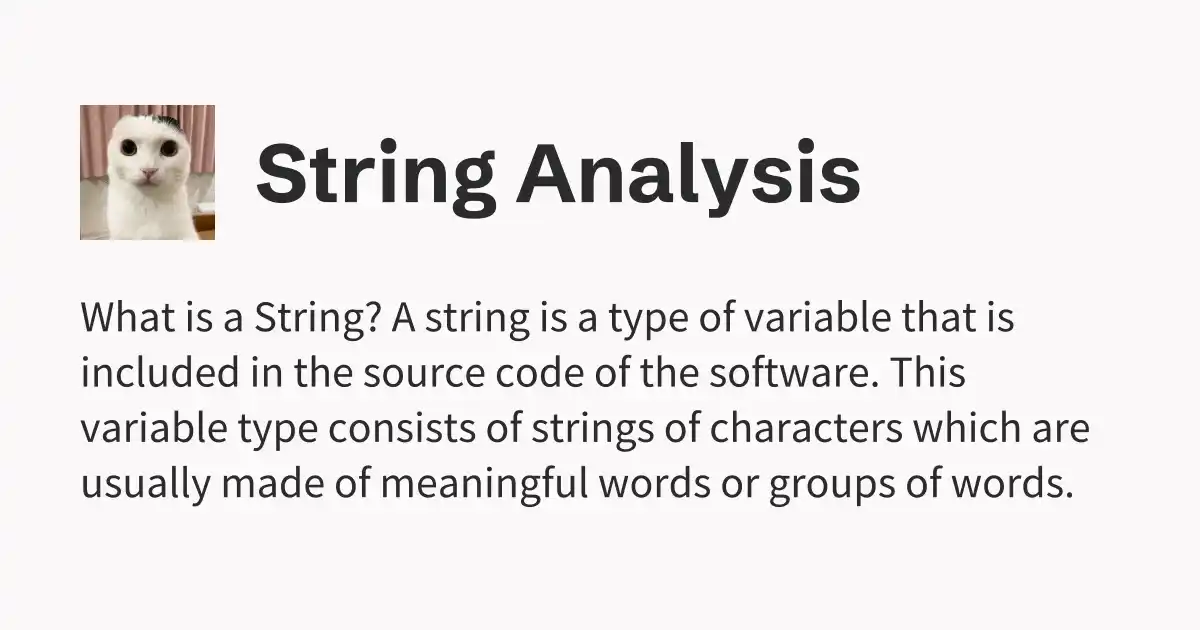 String Analysis
What is a String? A string is a type of variable that is
included in the source code of the software. This
variable type consists of strings of characters which are
usually made of meaningful words or groups of words.